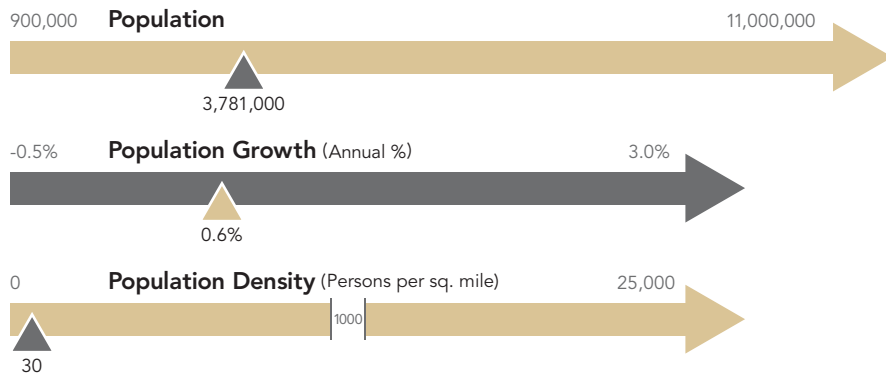 900,000 Population 11,000,000
3,781,000
-0.5% Population Growth (Annual %) 3.0%
0.6%
0 Population Density (Persons per sq. mile) 25,000
1000
30